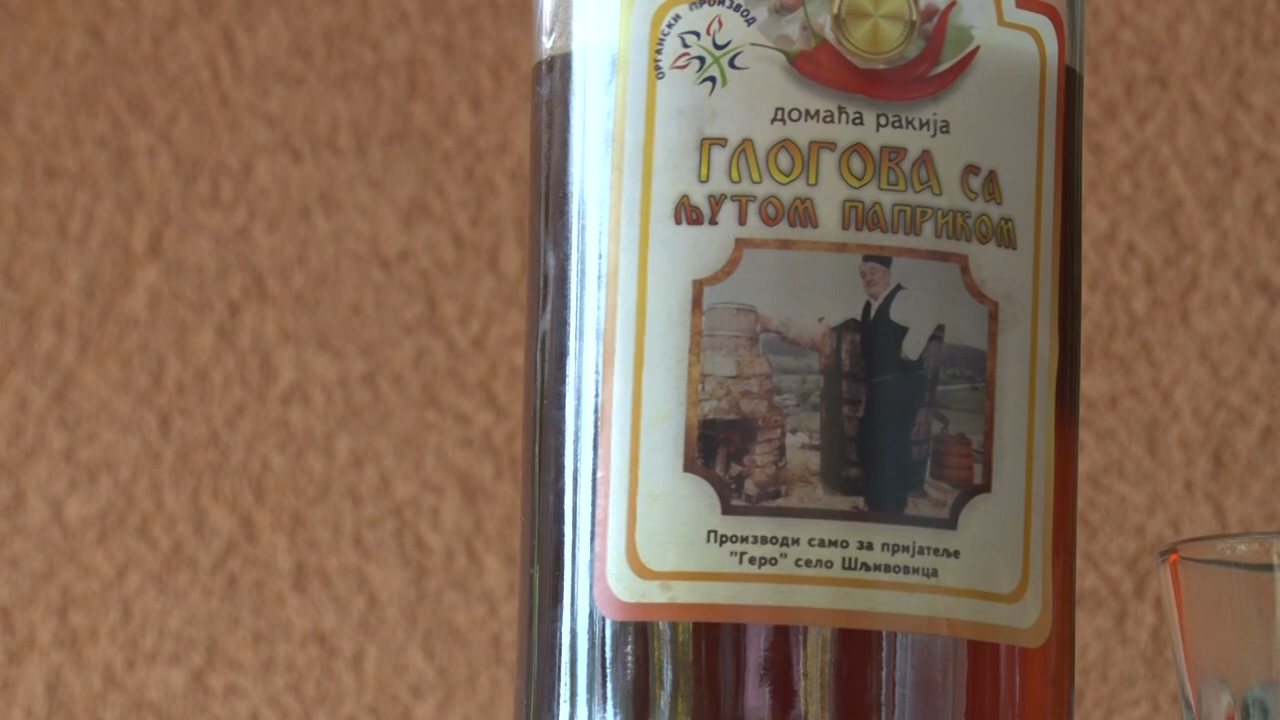 ОРГАНСКИ ПРОИЗВОД
домаћа ракија
ГЛОГОВА СА
ЉУТОМ ПАПРИКОМ
Производи само за пријатеље
"Геро" село Шљивовица